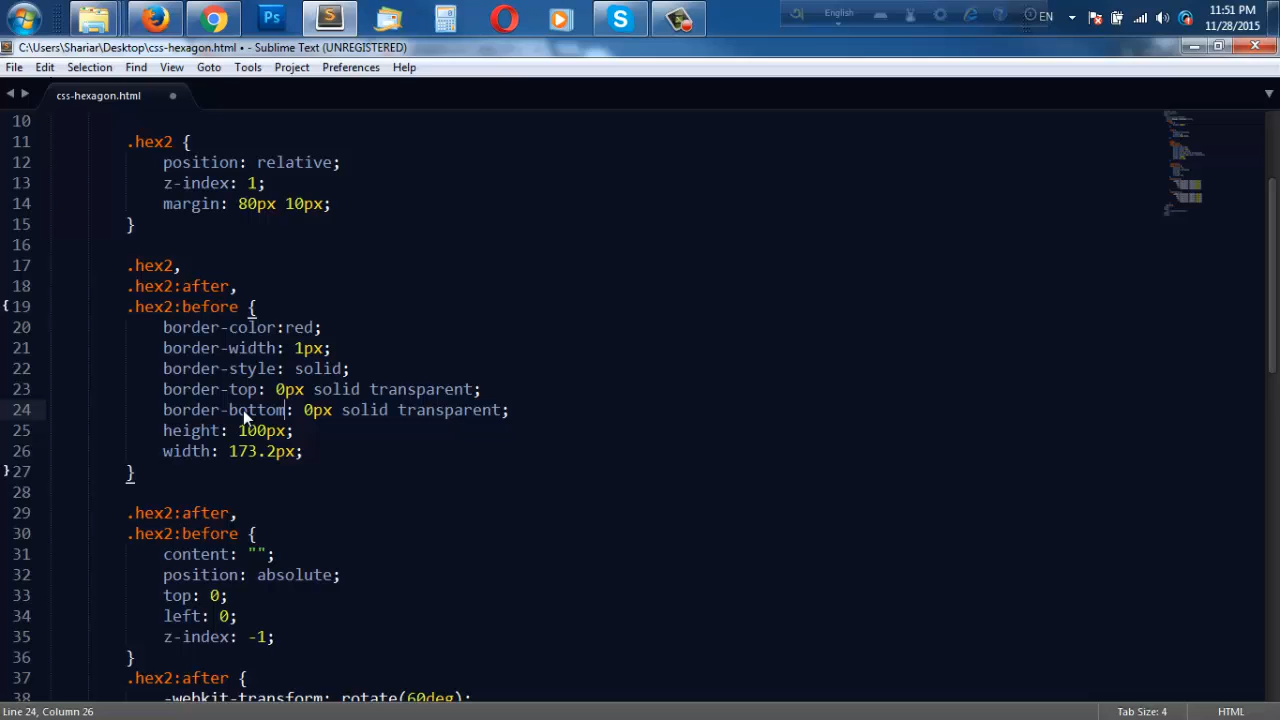 11:51 PM
English
EN
11/28/2015
C:\Users\Shariar\Desktop\css-hexagon.html • - Sublime Text (UNREGISTERED)
File Edit Selection Find View Goto Tools Project Preferences Help
css-hexagon.html
10
11 .hex2 {
12 position: relative;
13 z-index: 1;
14 margin: 80px 10px;
15 }
16
17 .hex2,
18 .hex2:after,
19 .hex2:before {
20 border-color:red;
21 border-width: 1px;
22 border-style: solid;
23 border-top: 0px solid transparent;
24 border-bottom: 0px solid transparent;
25 height: 100px;
26 width: 173.2px;
27 }
28
29 .hex2:after,
30 .hex2:before {
31 content: "";
32 position: absolute;
33 top: 0;
34 left: 0;
35 z-index: -1;
36 }
37 .hex2:after {
38 -webkit-transform: rotate(60deg);
Line 24, Column 26
Tab Size: 4
HTML